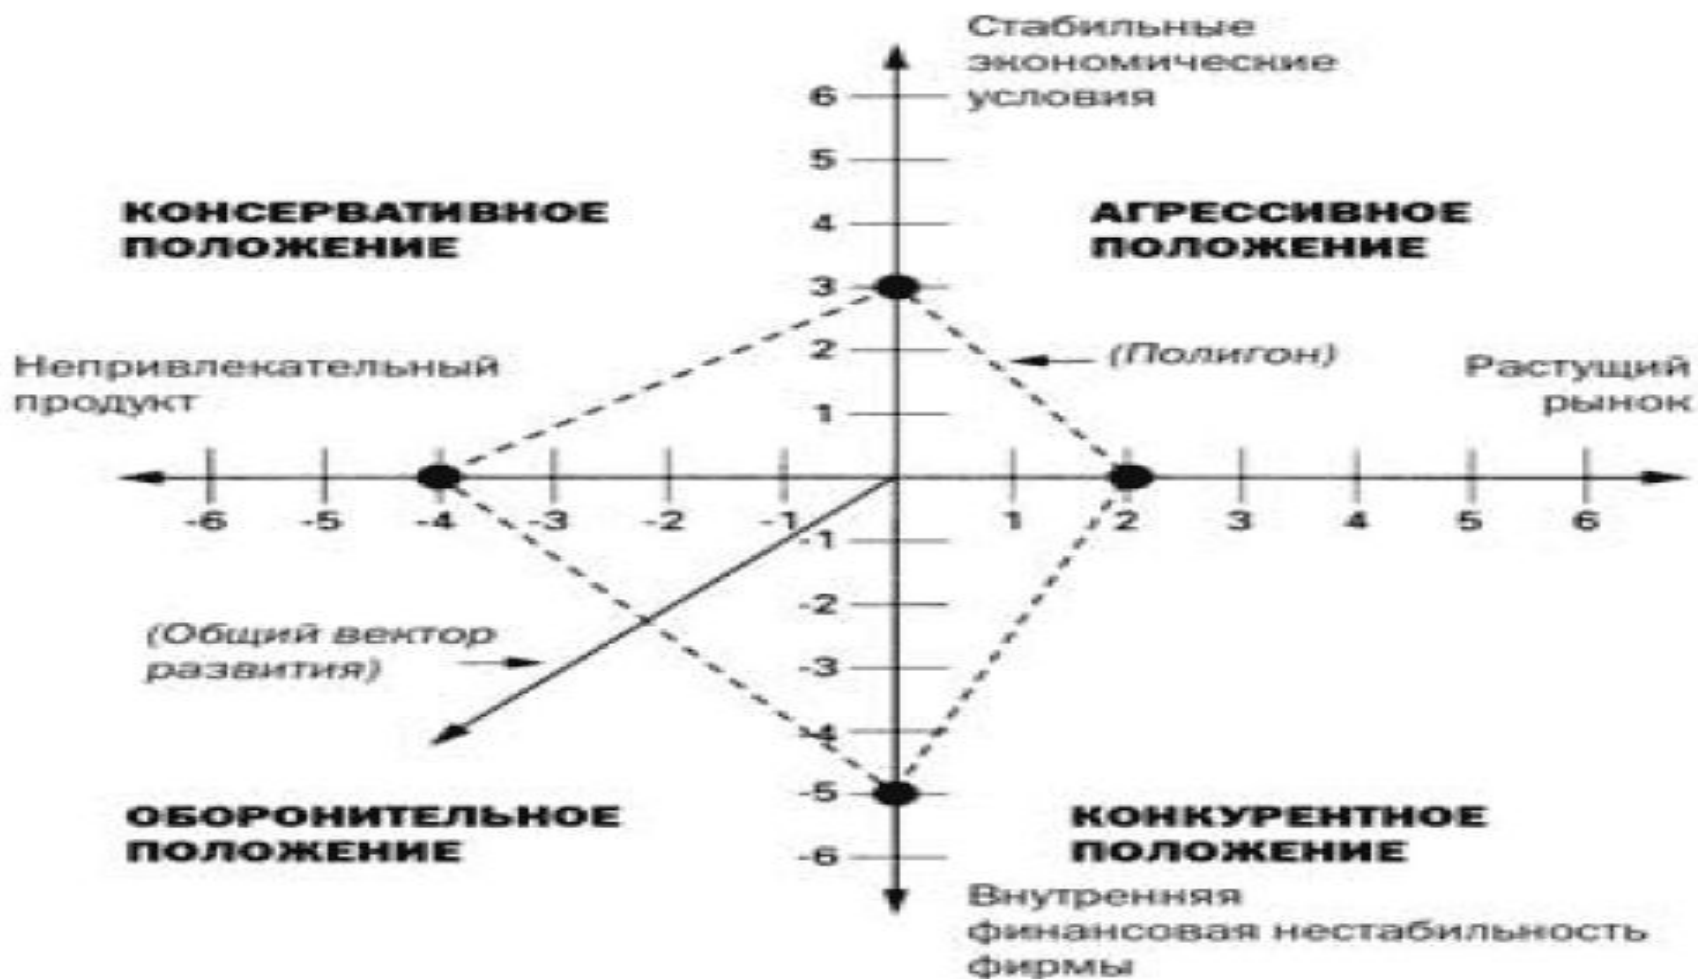 Стабильные
экономические
условия
6
5
КОНСЕРВАТИВНОЕ
ПОЛОЖЕНИЕ
АГРЕССИВНОЕ
ПОЛОЖЕНИЕ
4
3
2
(Полигон)
Непривлекательный
продукт
Растущий
рынок
1
-6 -5 -4 -3 -2 -1 1 2 3 4 5 6
-1
-2
(Общий вектор
развития)
-3
-4
-5
ОБОРОНИТЕЛЬНОЕ
ПОЛОЖЕНИЕ
КОНКУРЕНТНОЕ
ПОЛОЖЕНИЕ
-6
Внутренняя
финансовая нестабильность
фирмы